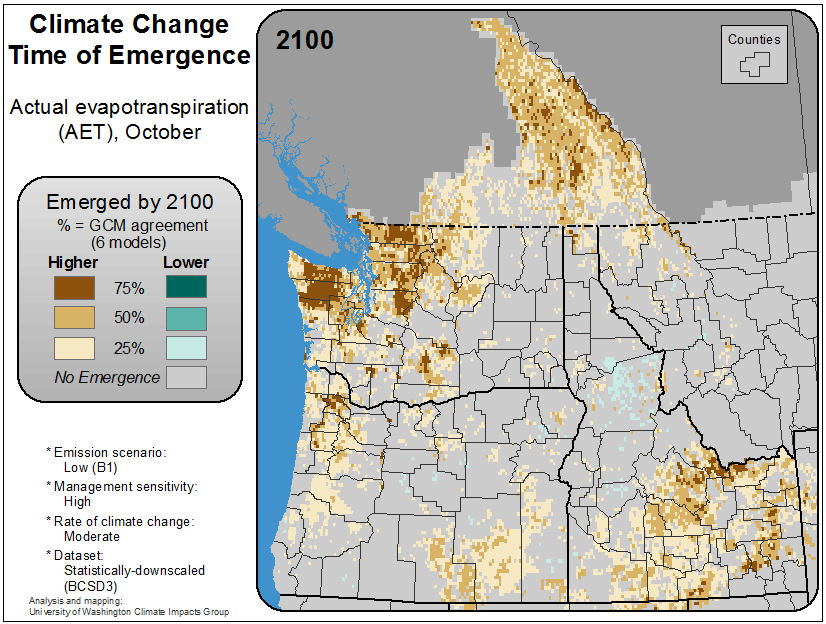 Climate Change
Time of Emergence
Actual evapotranspiration
(AET), October
Emerged by 2100
% = GCM agreement
(6 models)
Higher Lower
75%
50%
25%
No Emergence
* Emission scenario:
Low (B1)
* Management sensitivity:
High
* Rate of climate change:
Moderate
* Dataset:
Statistically-downscaled
(BCSD3)
Analysis and mapping:
University of Washington Climate Impacts Group
2100
Counties